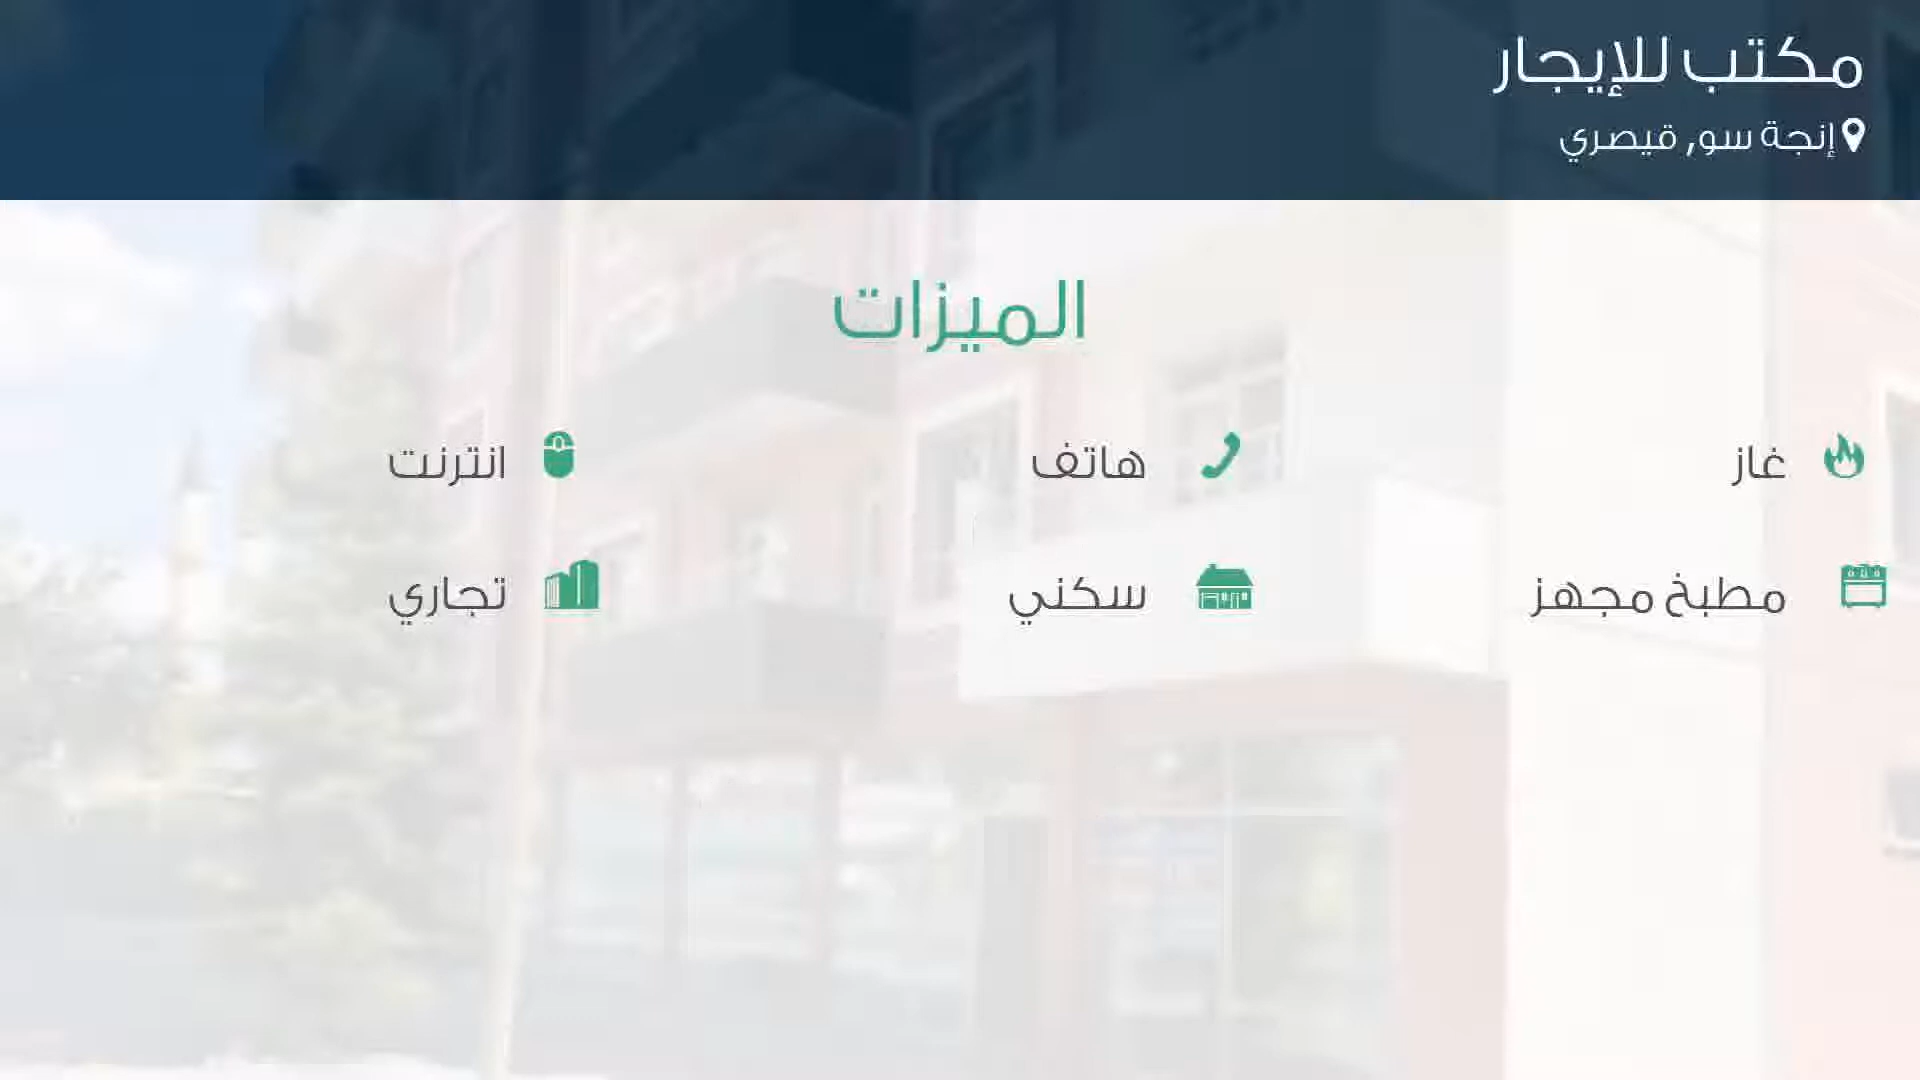 مكتب للإيجار
إنجة سو, قيصري
الميزات
غاز هاتف انترنت
مطبخ مجهز سكني تجاري